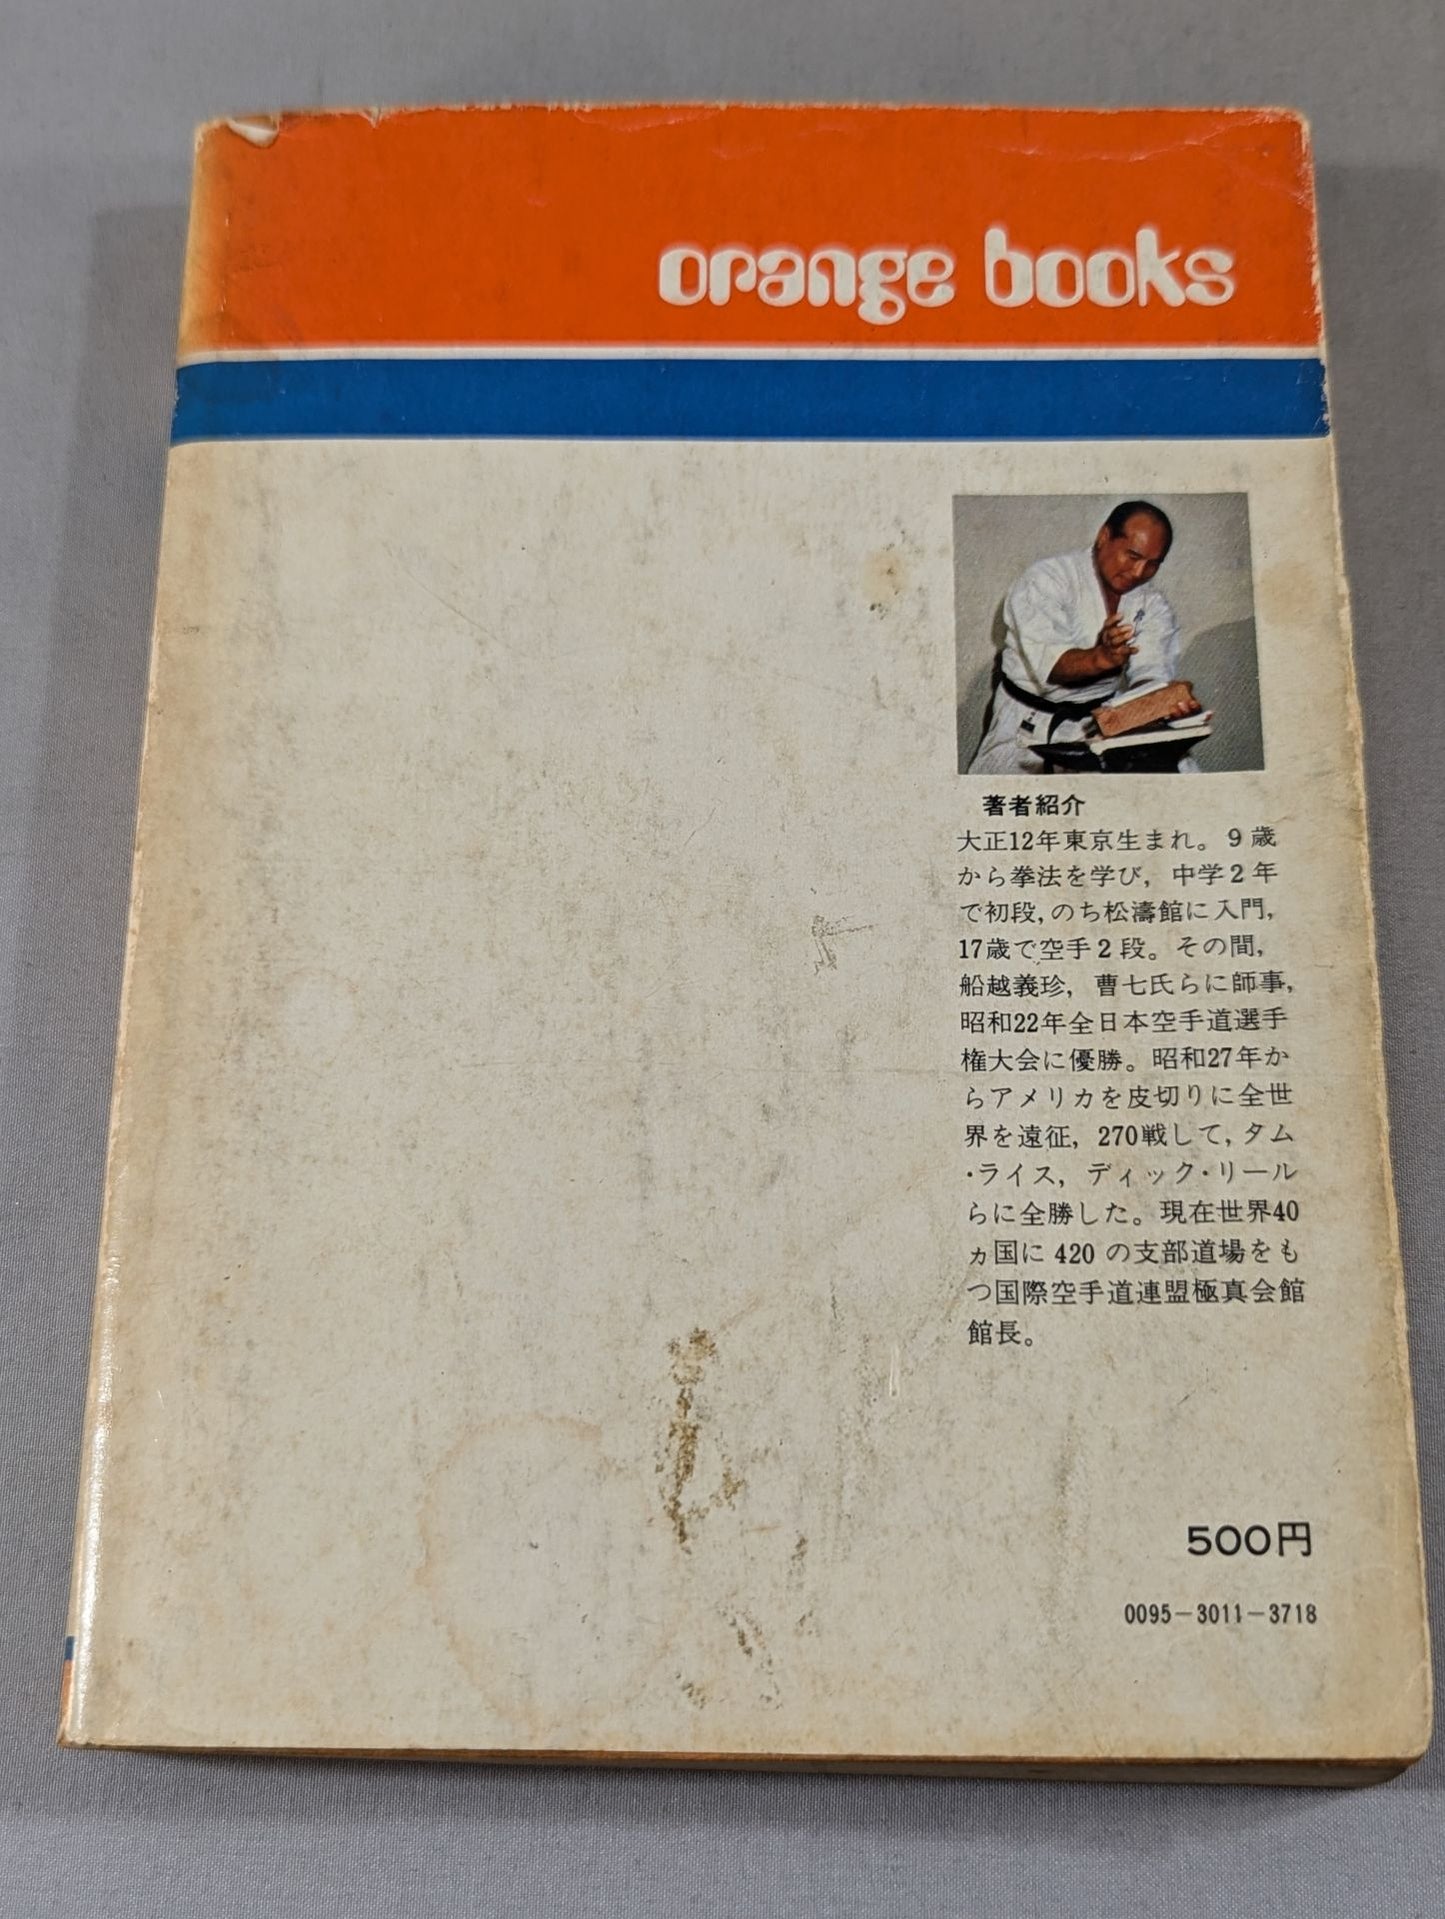 orange books
著者紹介
大正12年東京生まれ。9歳
から拳法を学び，中学2年
で初段，のち松濤館に入門，
17歳で空手2段。その間，
船越義珍，曹七氏らに師事，
昭和22年全日本空手道選手
権大会に優勝。昭和27年か
らアメリカを皮切りに全世
界を遠征，270戦して，タム
・ライス，ディック・リール
らに全勝した。現在世界40
ヵ国に 420 の支部道場をも
つ国際空手道連盟極真会館
館長。
500円
0095－3011－3718